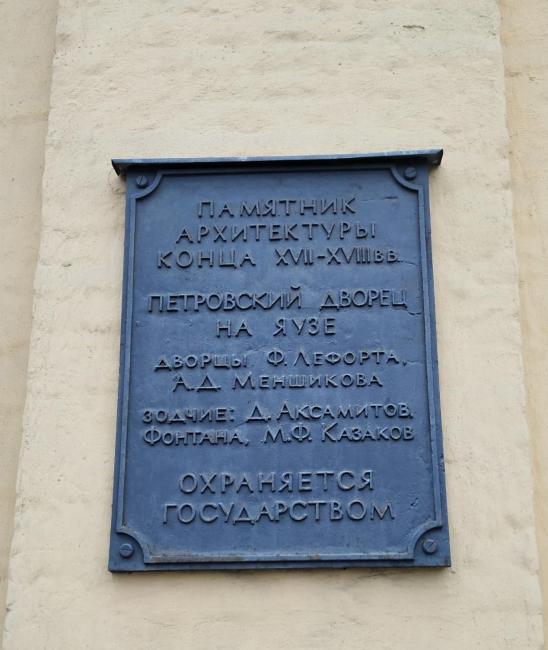 ПАМЯТНИК
АРХИТЕКТУРЫ
КОНЦА XVII-XVIII ВВ.
ПЕТРОВСКИЙ ДВОРЕЦ
НА ЯУЗЕ
ДВОРЦЫ Ф. ЛЕФОРТА,
А.Д. МЕНШИКОВА
ЗОДЧИЕ: Д. АКСАМИТОВ.
ФОНТАНА, М.Ф. КАЗАКОВ
ОХРАНЯЕТСЯ
ГОСУДАРСТВОМ